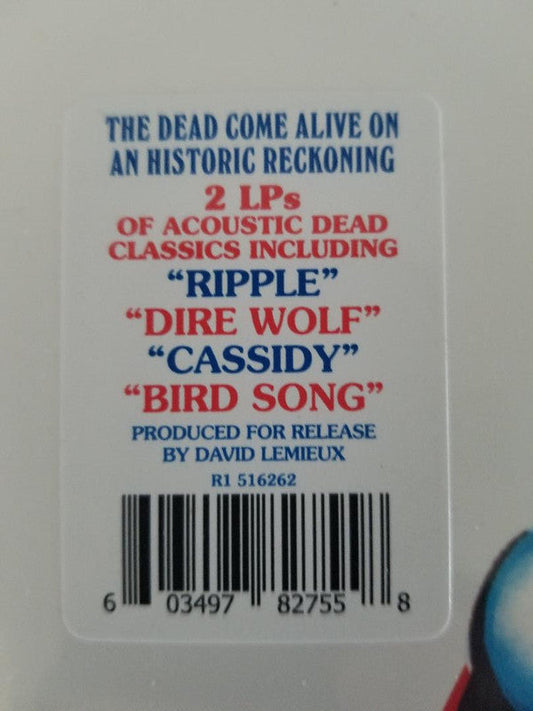 THE DEAD COME ALIVE ON
AN HISTORIC RECKONING
2 LPs
OF ACOUSTIC DEAD
CLASSICS INCLUDING
“RIPPLE”
“DIRE WOLF”
“CASSIDY”
“BIRD SONG”
PRODUCED FOR RELEASE
BY DAVID LEMIEUX
R1 516262
6 03497 82755 8